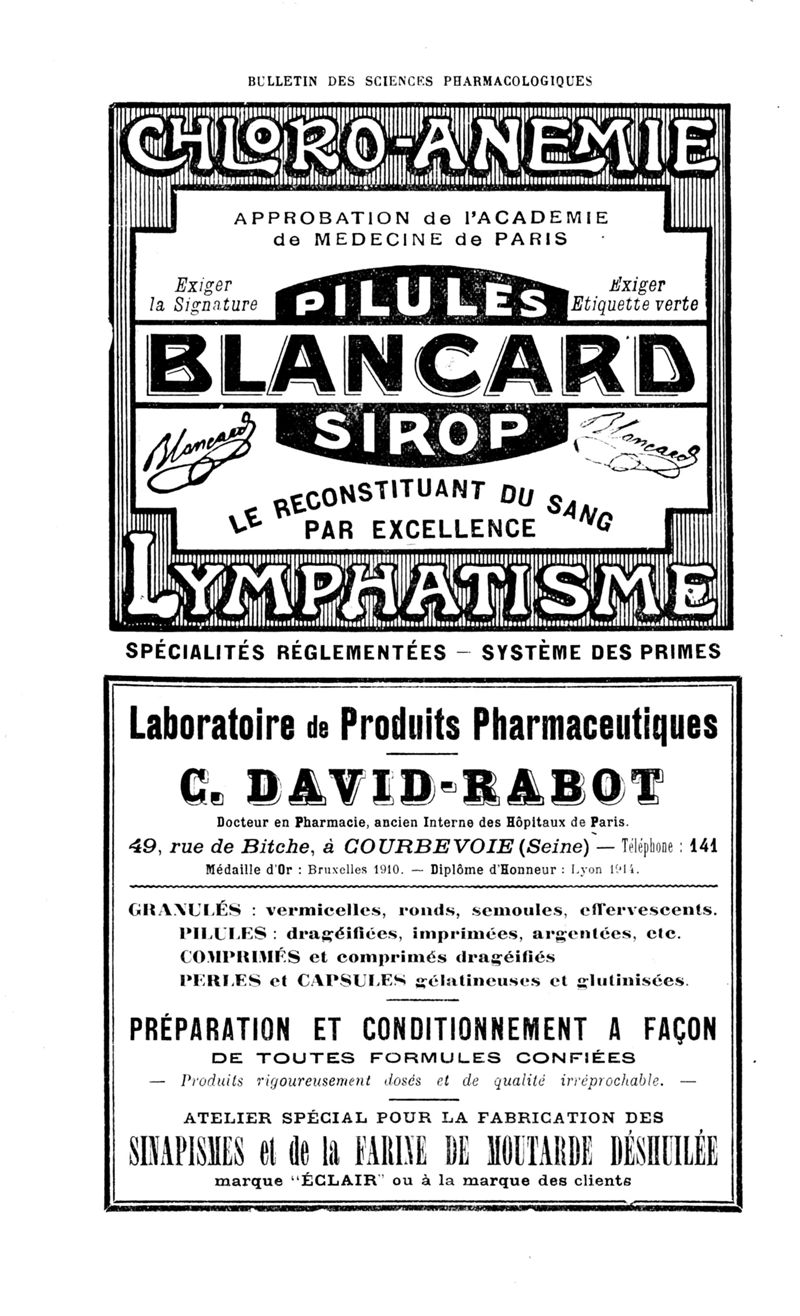 BULLETIN DES SCIENCES PHARMACOLOGIQUES
CHLORO-ANEMIE
APPROBATION de l'ACADEMIE
de MEDECINE de PARIS
Exiger
la Signature
PILULES
Exiger
Etiquette verte
BLANCARD
Blancard
SIROP
Blancard
LE RECONSTITUANT DU SANG
PAR EXCELLENCE
LYMPHATISME
SPÉCIALITÉS RÉGLEMENTÉES — SYSTÈME DES PRIMES
Laboratoire de Produits Pharmaceutiques
C. DAVID-RABOT
Docteur en Pharmacie, ancien Interne des Hôpitaux de Paris.
49, rue de Bitche, à COURBEVOIE (Seine) — Téléphone : 141
Médaille d'Or : Bruxelles 1910. — Diplôme d'Honneur : Lyon 1914.
GRANULÉS : vermicelles, ronds, semoules, effervescents.
PILULES : dragéifiées, imprimées, argentées, etc.
COMPRIMÉS et comprimés dragéifiés
PERLES et CAPSULES gélatineuses et glutinisées.
PRÉPARATION ET CONDITIONNEMENT A FAÇON
DE TOUTES FORMULES CONFIÉES
— Produits rigoureusement dosés et de qualité irréprochable. —
ATELIER SPÉCIAL POUR LA FABRICATION DES
SINAPISMES et de la FARINE DE MOUTARDE DÉSHUILÉE
marque "ÉCLAIR" ou à la marque des clients